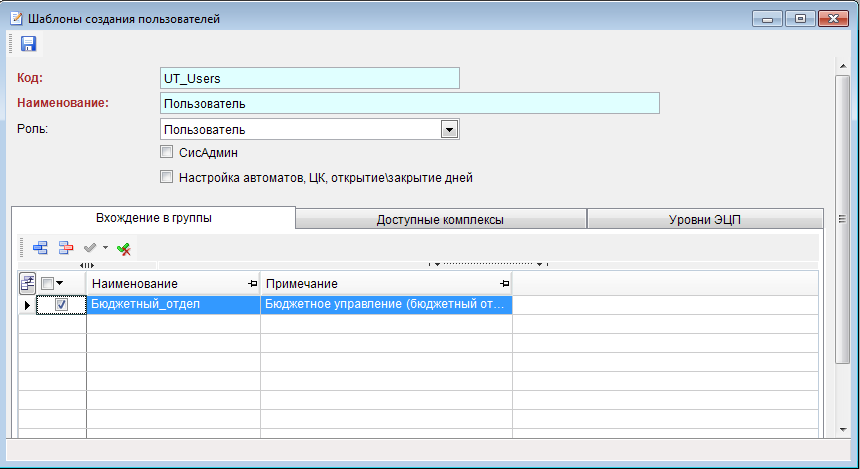 Шаблоны создания пользователей
Код: UT_Users
Наименование: Пользователь
Роль: Пользователь
СисАдмин
Настройка автоматов, ЦК, открытие\закрытие дней
Вхождение в группы Доступные комплексы Уровни ЭЦП
Наименование Примечание
Бюджетный_отдел Бюджетное управление (бюджетный от...